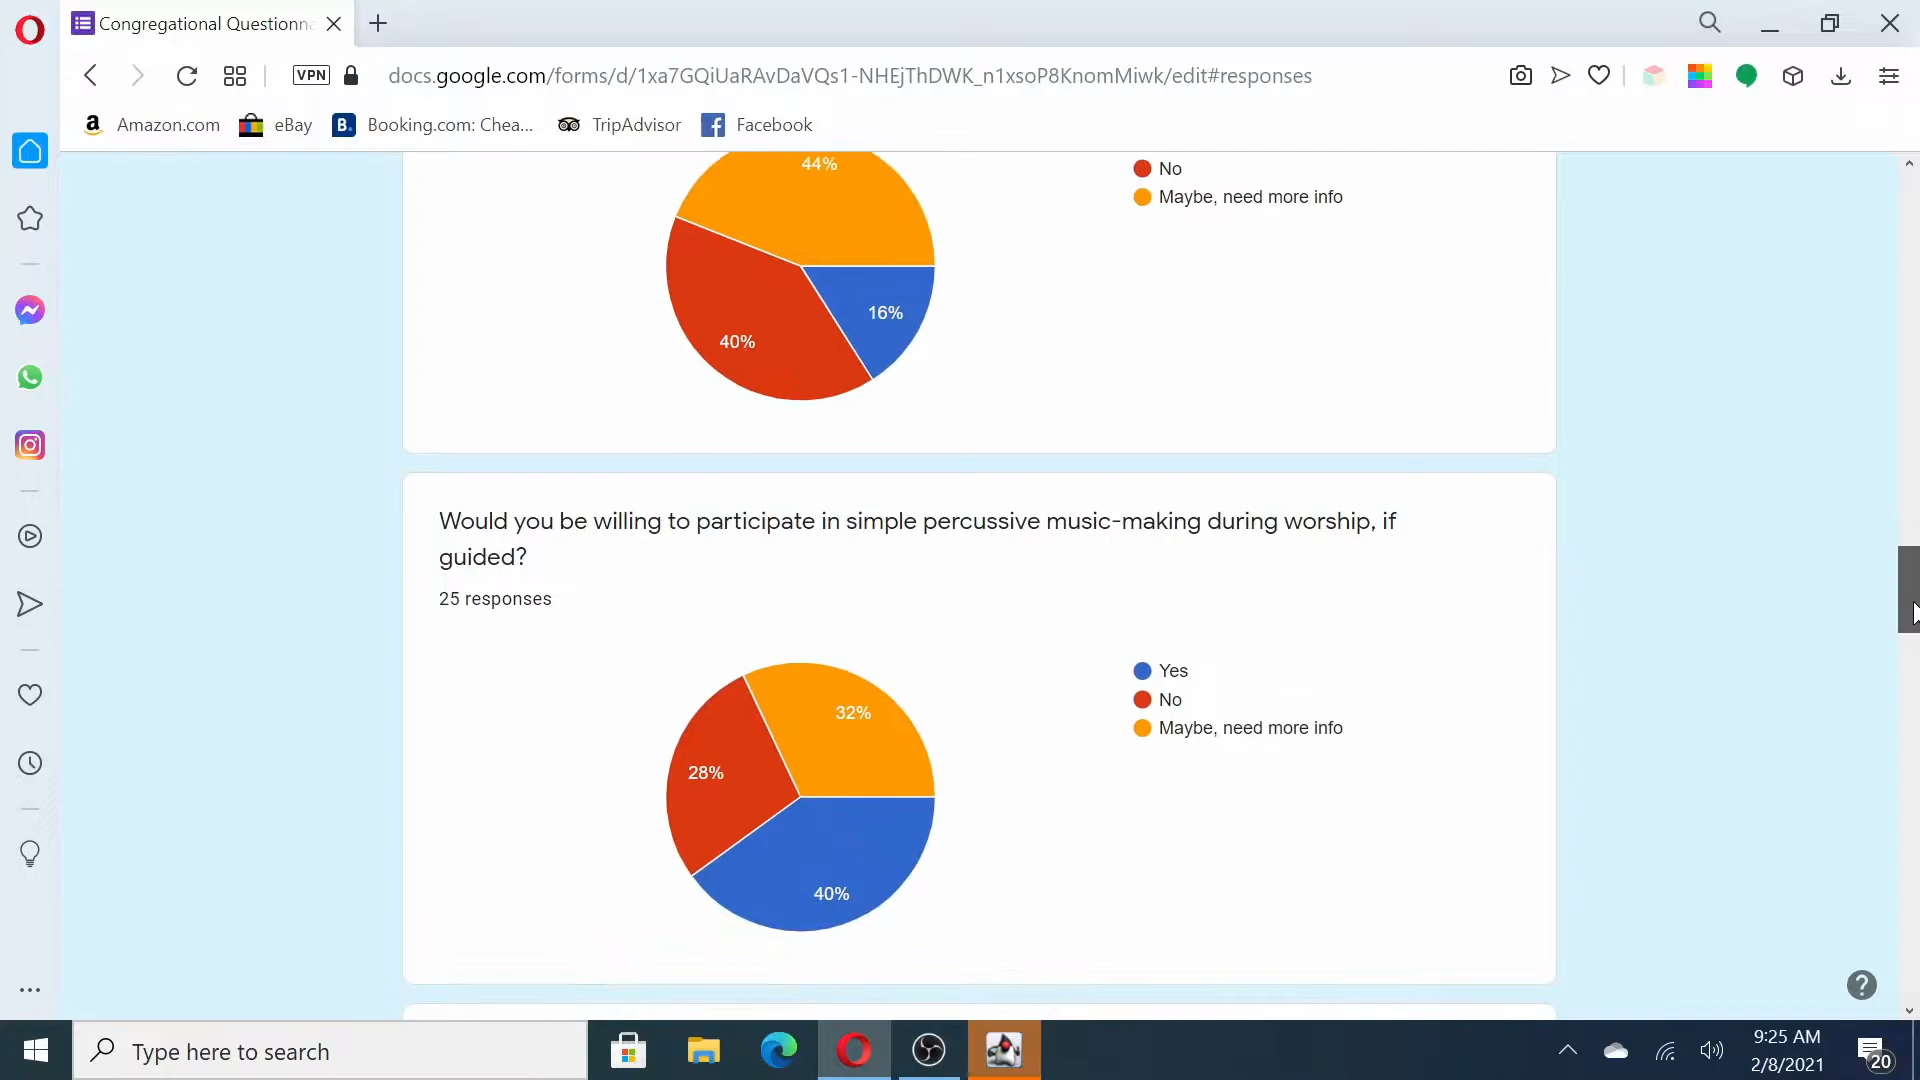 Congregational Questionna
VPN
docs.google.com/forms/d/1xa7GQiUaRAvDaVQs1-NHEjThDWK_n1xsoP8KnomMiwk/edit#responses
a Amazon.com
eBay
B. Booking.com: Chea...
TripAdvisor
Facebook
44%
No
Maybe, need more info
16%
40%
Would you be willing to participate in simple percussive music-making during worship, if
guided?
25 responses
Yes
No
Maybe, need more info
32%
28%
40%
Type here to search
9:25 AM
2/8/2021
20